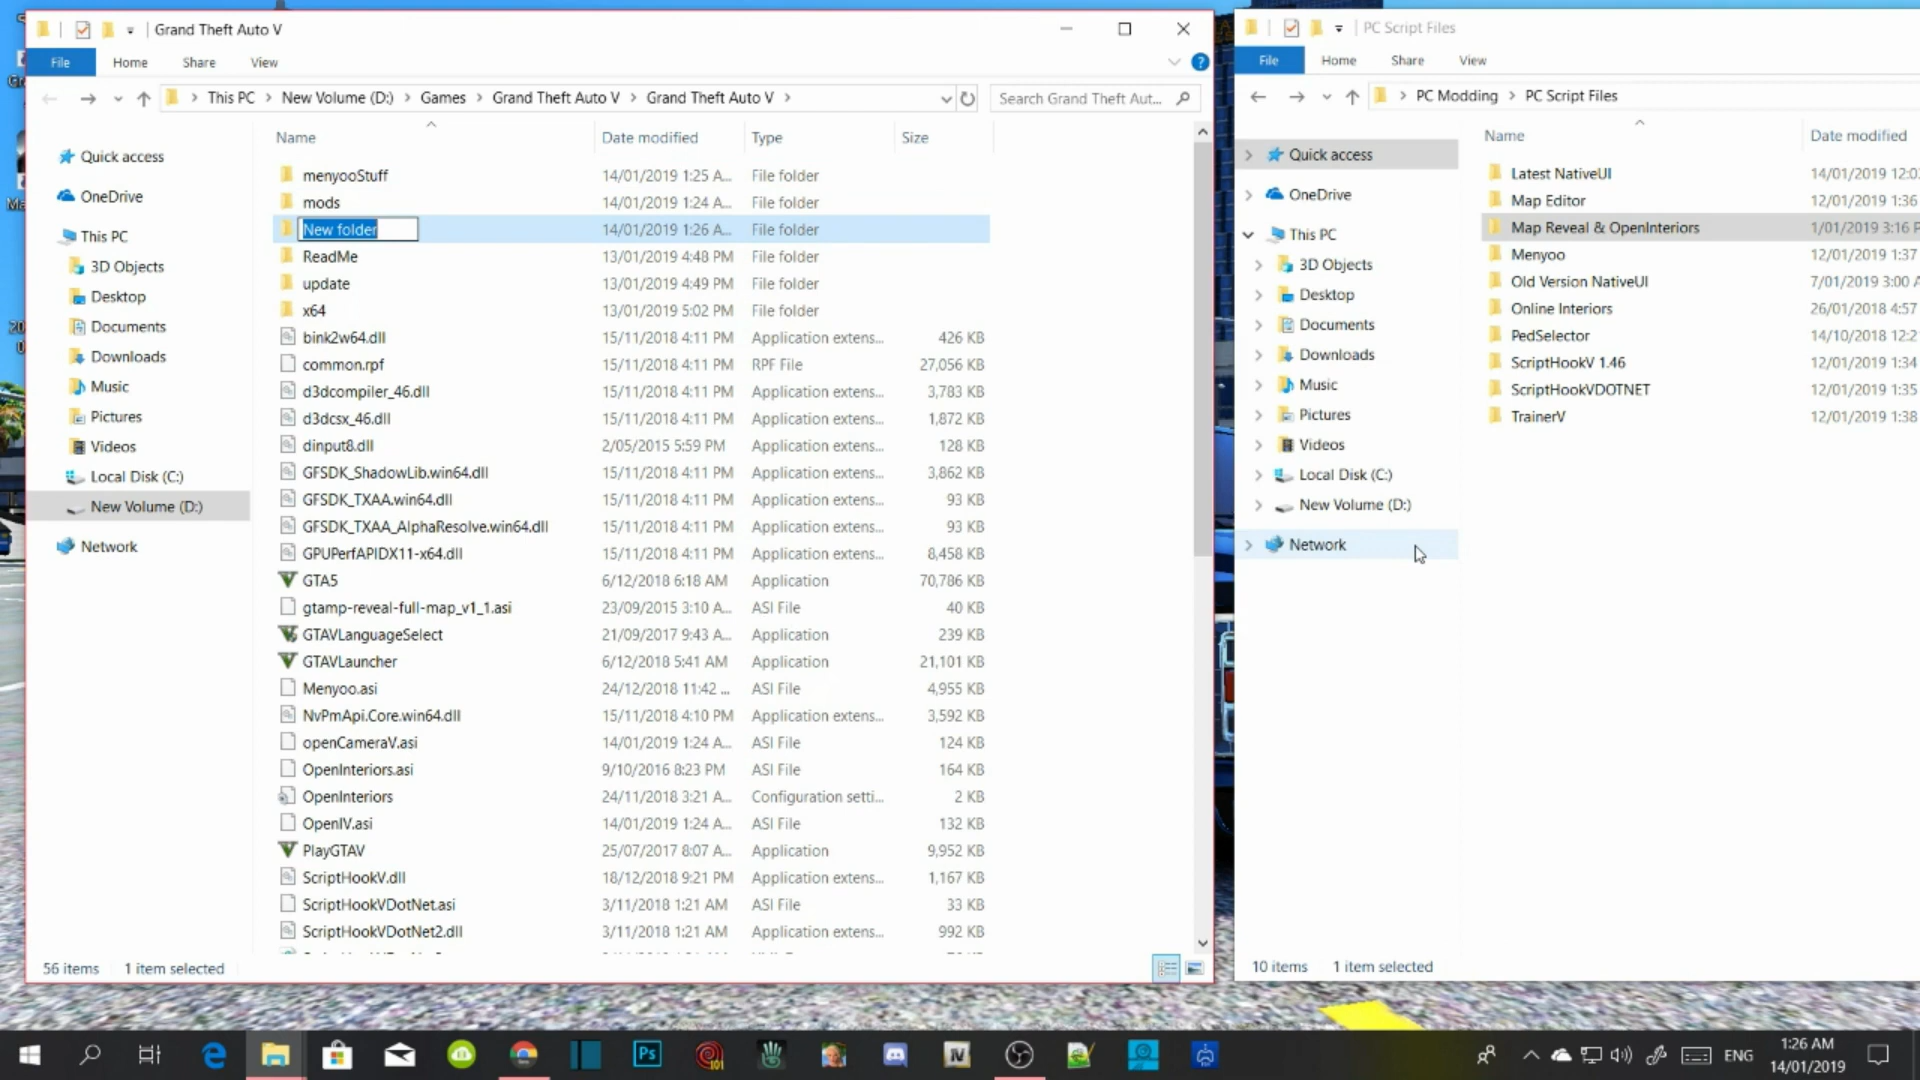 Grand Theft Auto V
File
Home
Share
View
This PC
New Volume (D:)
Games
Grand Theft Auto V
Grand Theft Auto V
Search Grand Theft Aut...
Quick access
OneDrive
This PC
3D Objects
Desktop
Documents
Downloads
Music
Pictures
Videos
Local Disk (C:)
New Volume (D:)
Network
Name Date modified Type Size
menyooStuff 14/01/2019 1:25 A... File folder
mods 14/01/2019 1:24 A... File folder
New folder 14/01/2019 1:26 A... File folder
ReadMe 13/01/2019 4:48 PM File folder
update 13/01/2019 4:49 PM File folder
x64 13/01/2019 5:02 PM File folder
bink2w64.dll 15/11/2018 4:11 PM Application extens... 426 KB
common.rpf 15/11/2018 4:11 PM RPF File 27,056 KB
d3dcompiler_46.dll 15/11/2018 4:11 PM Application extens... 3,783 KB
d3dcsx_46.dll 15/11/2018 4:11 PM Application extens... 1,872 KB
dinput8.dll 2/05/2015 5:59 PM Application extens... 128 KB
GFSDK_ShadowLib.win64.dll 15/11/2018 4:11 PM Application extens... 3,862 KB
GFSDK_TXAA.win64.dll 15/11/2018 4:11 PM Application extens... 93 KB
GFSDK_TXAA_AlphaResolve.win64.dll 15/11/2018 4:11 PM Application extens... 93 KB
GPUPerfAPIDX11-x64.dll 15/11/2018 4:11 PM Application extens... 8,458 KB
GTA5 6/12/2018 6:18 AM Application 70,786 KB
gtamp-reveal-full-map_v1_1.asi 23/09/2015 3:10 A... ASI File 40 KB
GTAVLanguageSelect 21/09/2017 9:43 A... Application 239 KB
GTAVLauncher 6/12/2018 5:41 AM Application 21,101 KB
Menyoo.asi 24/12/2018 11:42 ... ASI File 4,955 KB
NvPmApi.Core.win64.dll 15/11/2018 4:10 PM Application extens... 3,592 KB
openCameraV.asi 14/01/2019 1:24 A... ASI File 124 KB
OpenInteriors.asi 9/10/2016 8:23 PM ASI File 164 KB
OpenInteriors 24/11/2018 3:21 A... Configuration setti... 2 KB
OpenIV.asi 14/01/2019 1:24 A... ASI File 132 KB
PlayGTAV 25/07/2017 8:07 A... Application 9,952 KB
ScriptHookV.dll 18/12/2018 9:21 PM Application extens... 1,167 KB
ScriptHookVDotNet.asi 3/11/2018 1:21 AM ASI File 33 KB
ScriptHookVDotNet2.dll 3/11/2018 1:21 AM Application extens... 992 KB
56 items 1 item selected
PC Script Files
File
Home
Share
View
PC Modding
PC Script Files
Quick access
OneDrive
This PC
3D Objects
Desktop
Documents
Downloads
Music
Pictures
Videos
Local Disk (C:)
New Volume (D:)
Network
Name Date modified
Latest NativeUI 14/01/2019 12:0
Map Editor 12/01/2019 1:36
Map Reveal & OpenInteriors 1/01/2019 3:16 P
Menyoo 12/01/2019 1:37
Old Version NativeUI 7/01/2019 3:00 A
Online Interiors 26/01/2018 4:57
PedSelector 14/10/2018 12:2
ScriptHookV 1.46 12/01/2019 1:34
ScriptHookVDOTNET 12/01/2019 1:35
TrainerV 12/01/2019 1:38
10 items 1 item selected
Ps
101
IV
ENG
1:26 AM
14/01/2019